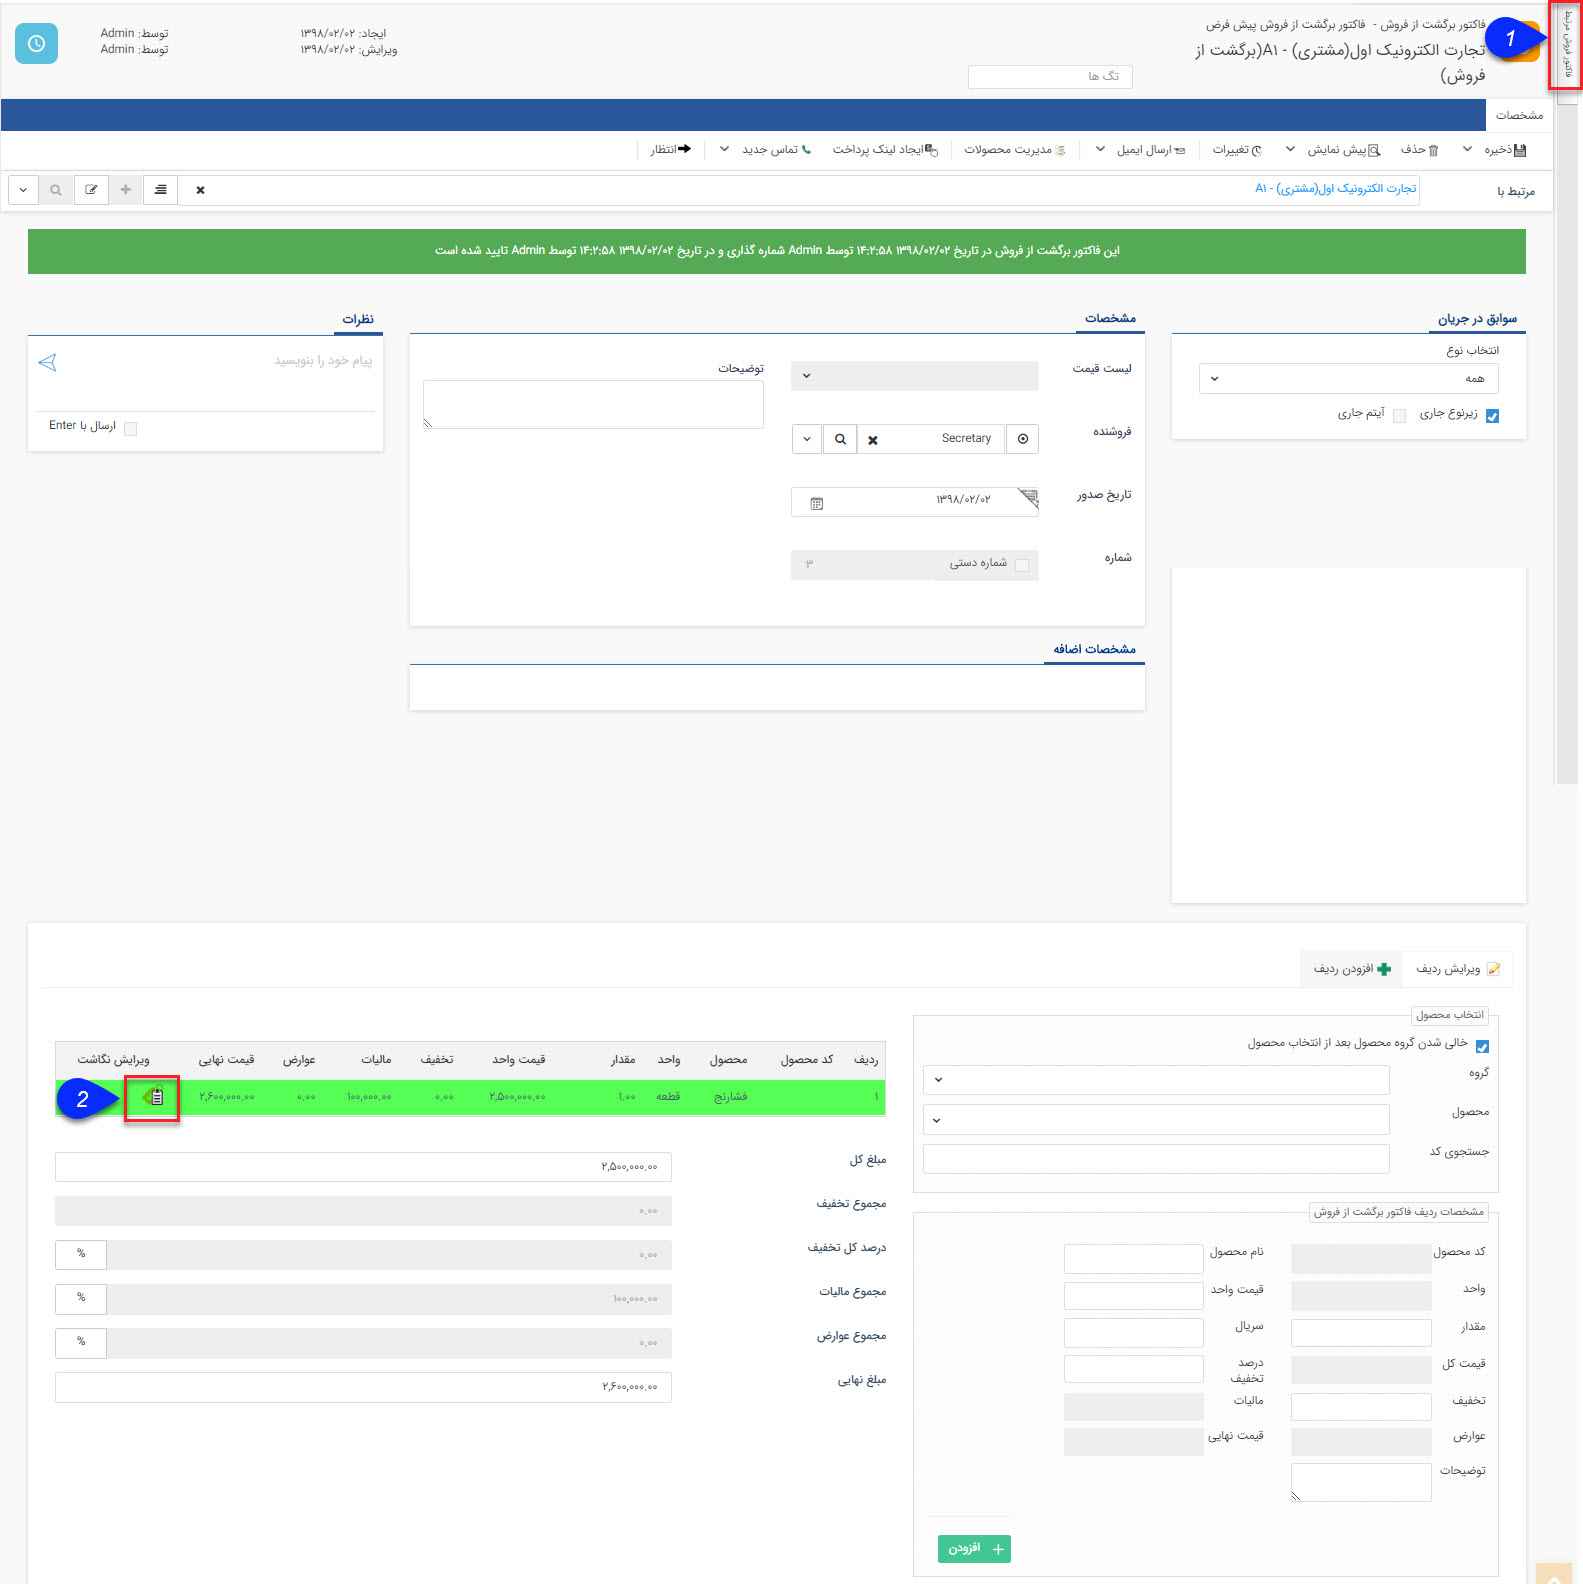 فاکتور فروش مرتبط
1
فاکتور برگشت از فروش - فاکتور برگشت از فروش پیش فرض
تجارت الکترونیک اول(مشتری) - A۱(برگشت از
فروش)
تگ ها
ایجاد: ۱۳۹۸/۰۲/۰۲
توسط: Admin
ویرایش: ۱۳۹۸/۰۲/۰۲
توسط: Admin
مشخصات
ذخیره
حذف
پیش نمایش
تغییرات
ارسال ایمیل
مدیریت محصولات
ایجاد لینک پرداخت
تماس جدید
انتظار
مرتبط با
تجارت الکترونیک اول(مشتری) - A۱
این فاکتور برگشت از فروش در تاریخ ۱۳۹۸/۰۲/۰۲ ۱۴:۲:۵۸ توسط Admin شماره گذاری و در تاریخ ۱۳۹۸/۰۲/۰۲ ۱۴:۲:۵۸ توسط Admin تایید شده است
سوابق در جریان
انتخاب نوع
همه
زیرنوع جاری
آیتم جاری
مشخصات
لیست قیمت
توضیحات
فروشنده
Secretary
تاریخ صدور
۱۳۹۸/۰۲/۰۲
شماره
شماره دستی
۳
نظرات
پیام خود را بنویسید
ارسال با Enter
مشخصات اضافه
ویرایش ردیف
افزودن ردیف
انتخاب محصول
خالی شدن گروه محصول بعد از انتخاب محصول
گروه
محصول
جستجوی کد
مشخصات ردیف فاکتور برگشت از فروش
کد محصول
نام محصول
واحد
قیمت واحد
مقدار
سریال
قیمت کل
درصد
تخفیف
تخفیف
مالیات
عوارض
قیمت نهایی
توضیحات
افزودن
ردیف کد محصول محصول واحد مقدار قیمت واحد تخفیف مالیات عوارض قیمت نهایی ویرایش نگاشت
۱ فشارنج قطعه ۱.۰۰ ۲,۵۰۰,۰۰۰.۰۰ ۰.۰۰ ۱۰۰,۰۰۰.۰۰ ۰.۰۰ ۲,۶۰۰,۰۰۰.۰۰
2
مبلغ کل
۲,۵۰۰,۰۰۰.۰۰
مجموع تخفیف
۰.۰۰
درصد کل تخفیف
۰.۰۰
%
مجموع مالیات
۱۰۰,۰۰۰.۰۰
%
مجموع عوارض
۰.۰۰
%
مبلغ نهایی
۲,۶۰۰,۰۰۰.۰۰